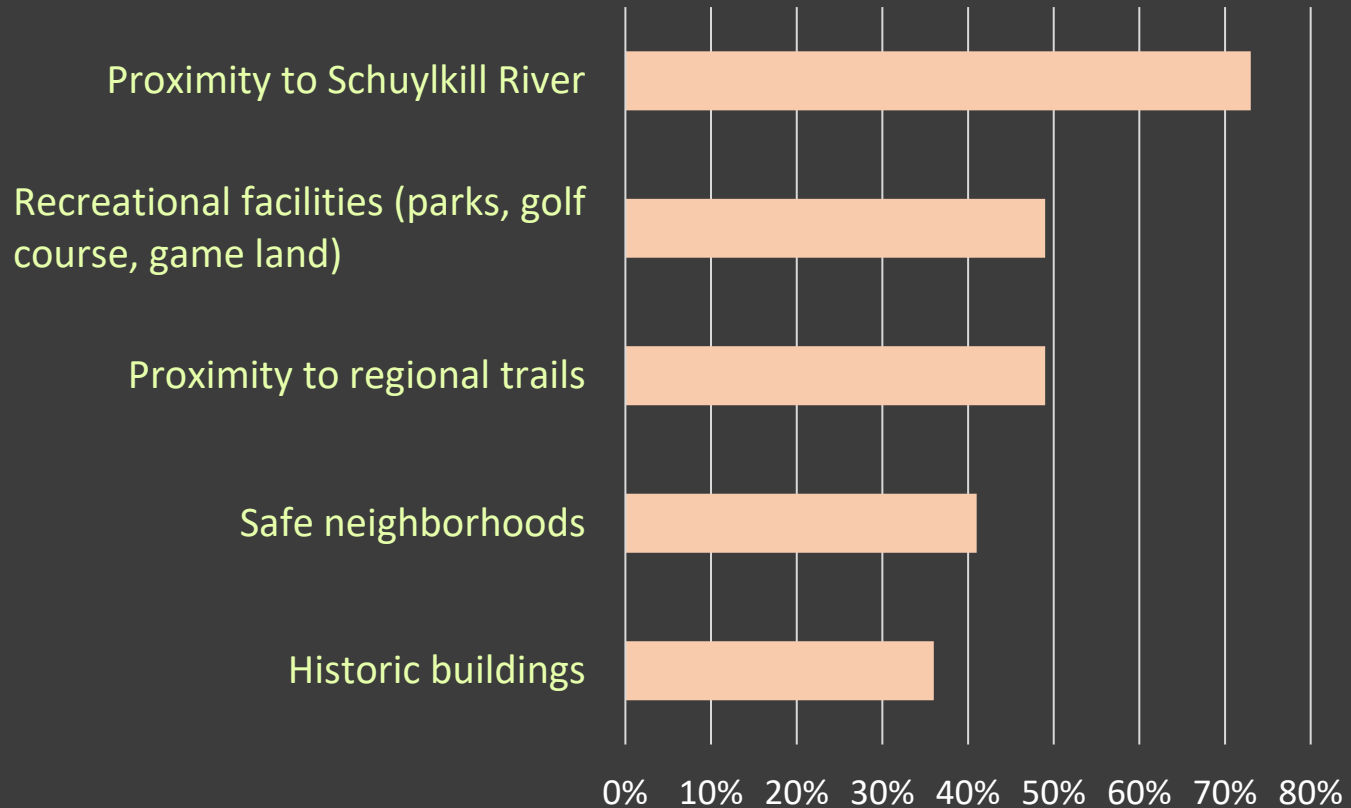 Proximity to Schuylkill River
Recreational facilities (parks, golf
course, game land)
Proximity to regional trails
Safe neighborhoods
Historic buildings
0% 10% 20% 30% 40% 50% 60% 70% 80%